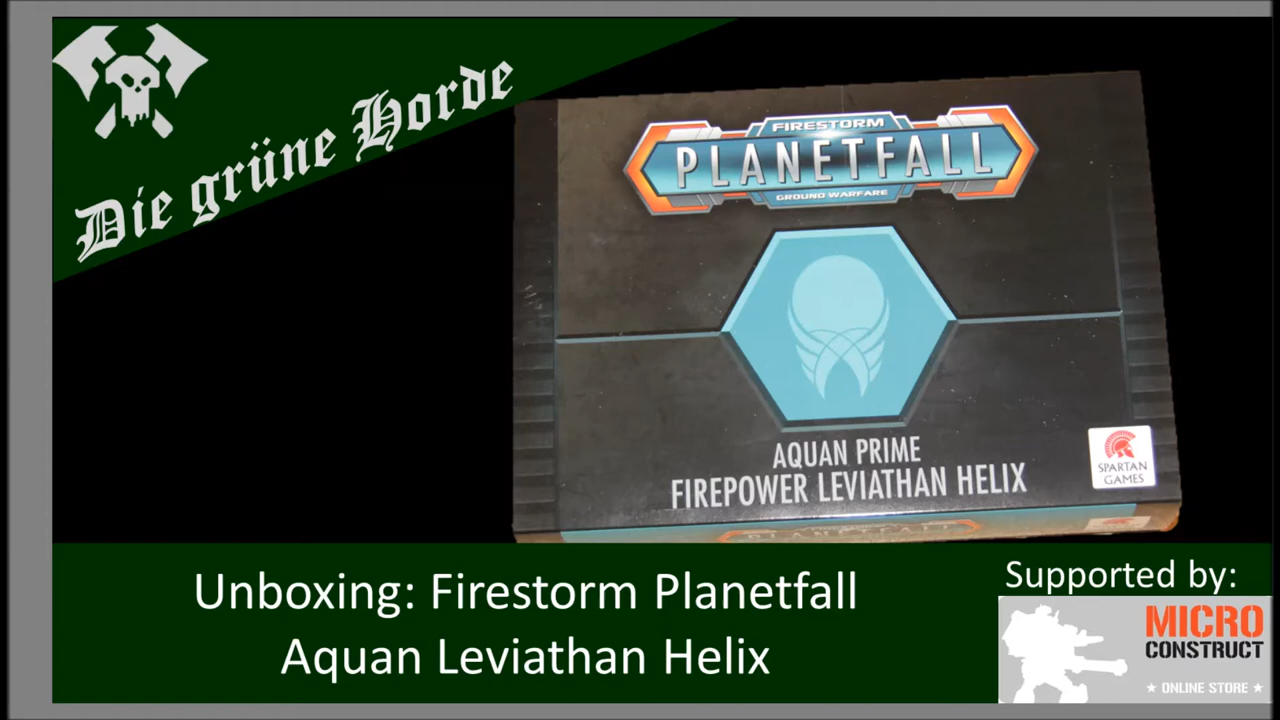 Die grüne Horde
FIRESTORM
PLANETFALL
GROUND WARFARE
AQUAN PRIME
FIREPOWER LEVIATHAN HELIX
SPARTAN
GAMES
PLANETFALL
Unboxing: Firestorm Planetfall
Aquan Leviathan Helix
Supported by:
MICRO
CONSTRUCT
★ ONLINE STORE ★